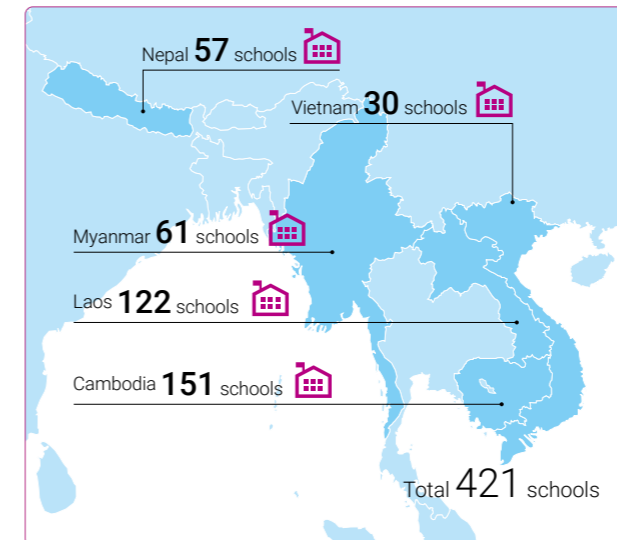 Nepal 57 schools
Vietnam 30 schools
Myanmar 61 schools
Laos 122 schools
Cambodia 151 schools
Total 421 schools